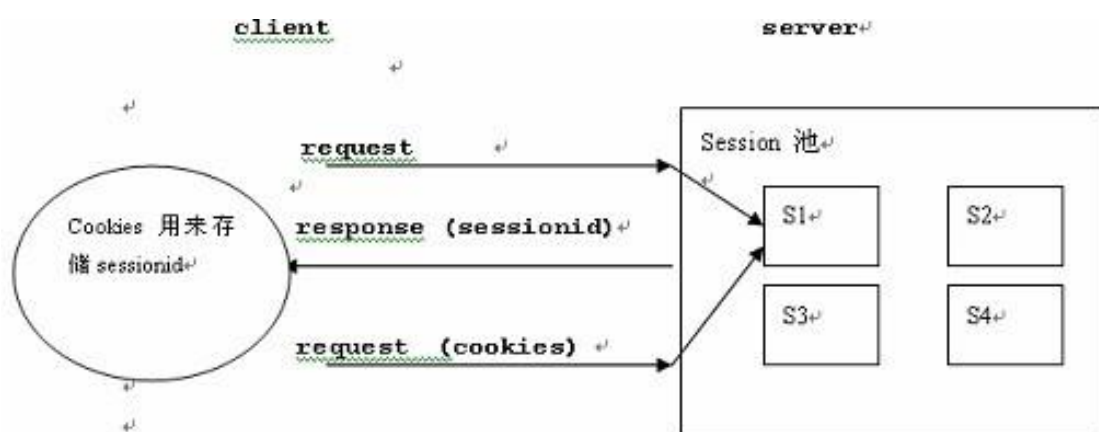 client
server
request
Session 池
Cookies 用来存
储 sessionid
response (sessionid)
S1
S2
request (cookies)
S3
S4